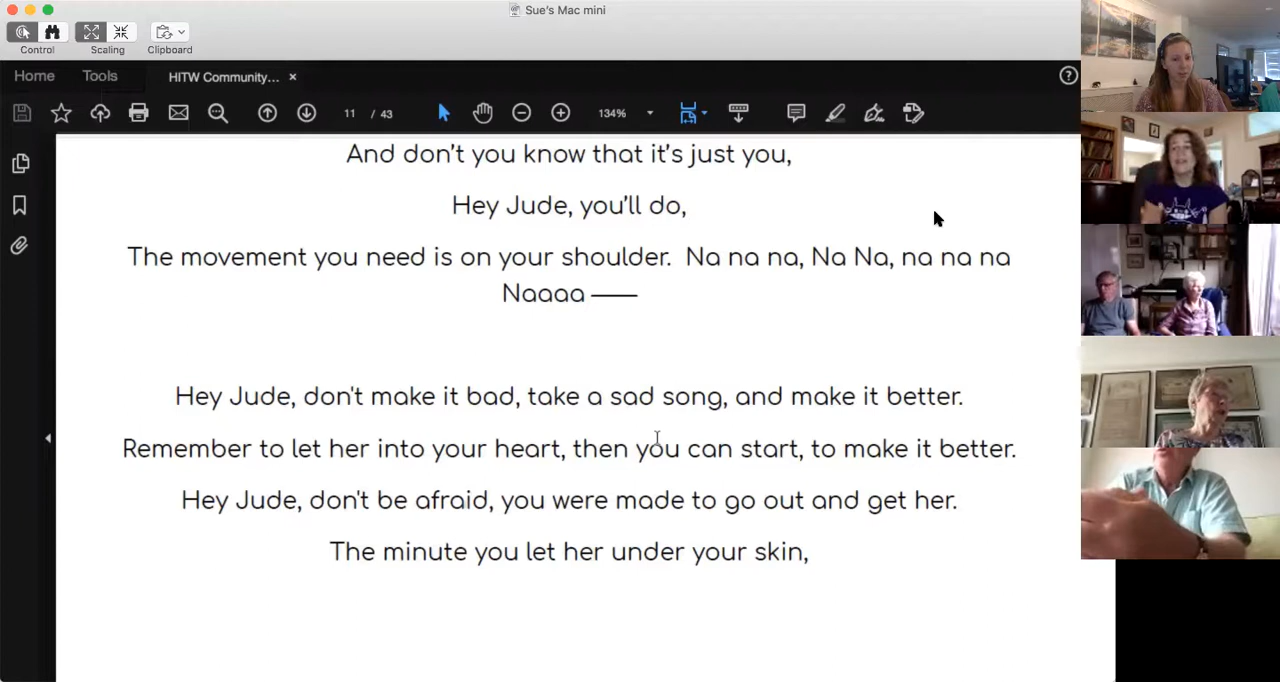 Sue's Mac mini
Control
Scaling
Clipboard
Home
Tools
HITW Community...
11 / 43
134%
And don't you know that it's just you,
Hey Jude, you'll do,
The movement you need is on your shoulder. Na na na, Na Na, na na na
Naaaa ——
Hey Jude, don't make it bad, take a sad song, and make it better.
Remember to let her into your heart, then you can start, to make it better.
Hey Jude, don't be afraid, you were made to go out and get her.
The minute you let her under your skin,